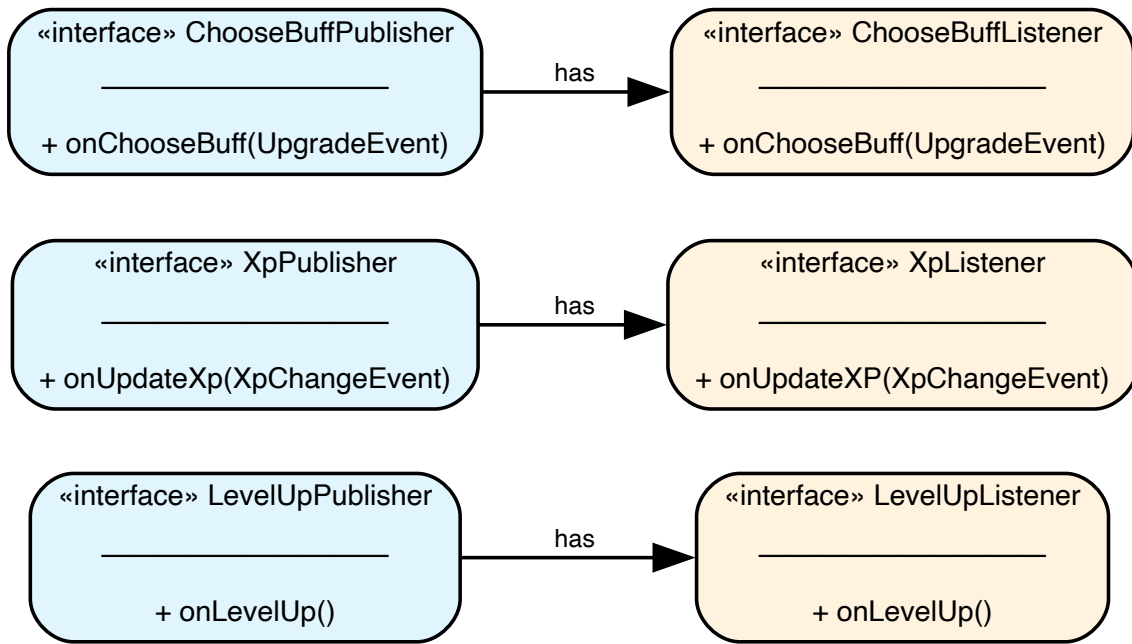 «interface» ChooseBuffPublisher
+ onChooseBuff(UpgradeEvent)
has
«interface» ChooseBuffListener
+ onChooseBuff(UpgradeEvent)
«interface» XpPublisher
+ onUpdateXp(XpChangeEvent)
has
«interface» XpListener
+ onUpdateXP(XpChangeEvent)
«interface» LevelUpPublisher
+ onLevelUp()
has
«interface» LevelUpListener
+ onLevelUp()